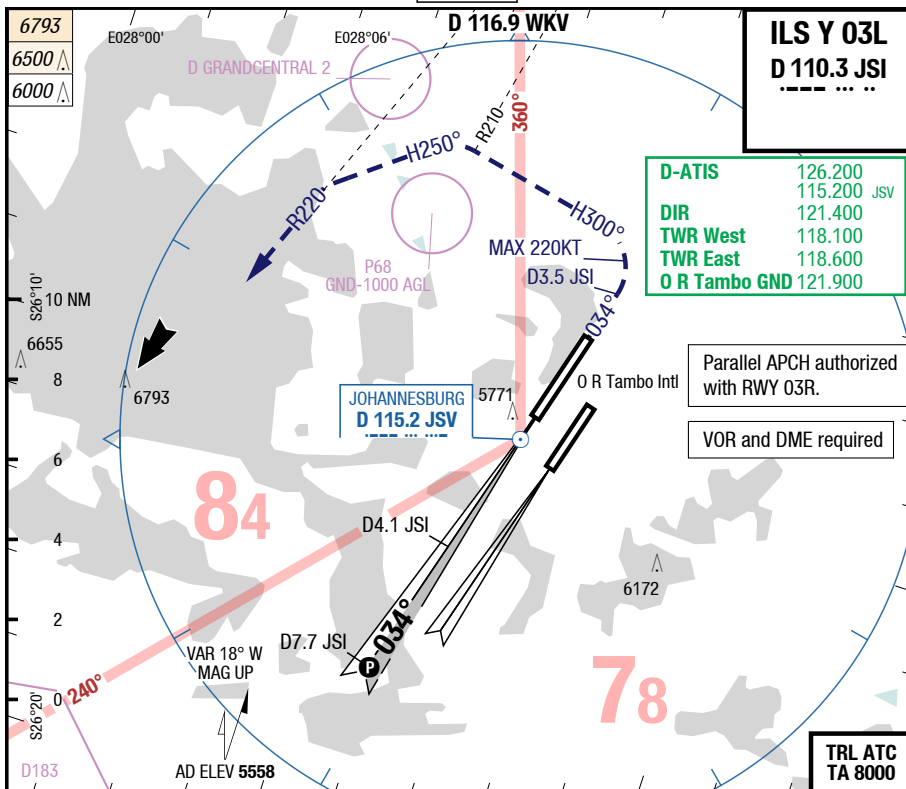 6793
6500
6000
E028°00'
E028°06'
D 116.9 WKV
ILS Y 03L
D 110.3 JSI
D GRANDCENTRAL 2
R210
360°
H250°
R220
H300°
D-ATIS 126.200
115.200 JSV
DIR 121.400
TWR West 118.100
TWR East 118.600
O R Tambo GND 121.900
P68
GND-1000 AGL
MAX 220KT
D3.5 JSI
034°
S26°10'
10 NM
6655
8
6793
JOHANNESBURG
D 115.2 JSV
5771
O R Tambo Intl
Parallel APCH authorized
with RWY 03R.
VOR and DME required
6
84
D4.1 JSI
4
6172
2
034°
D7.7 JSI
P
VAR 18° W
MAG UP
78
0
240°
S26°20'
D183
AD ELEV 5558
TRL ATC
TA 8000